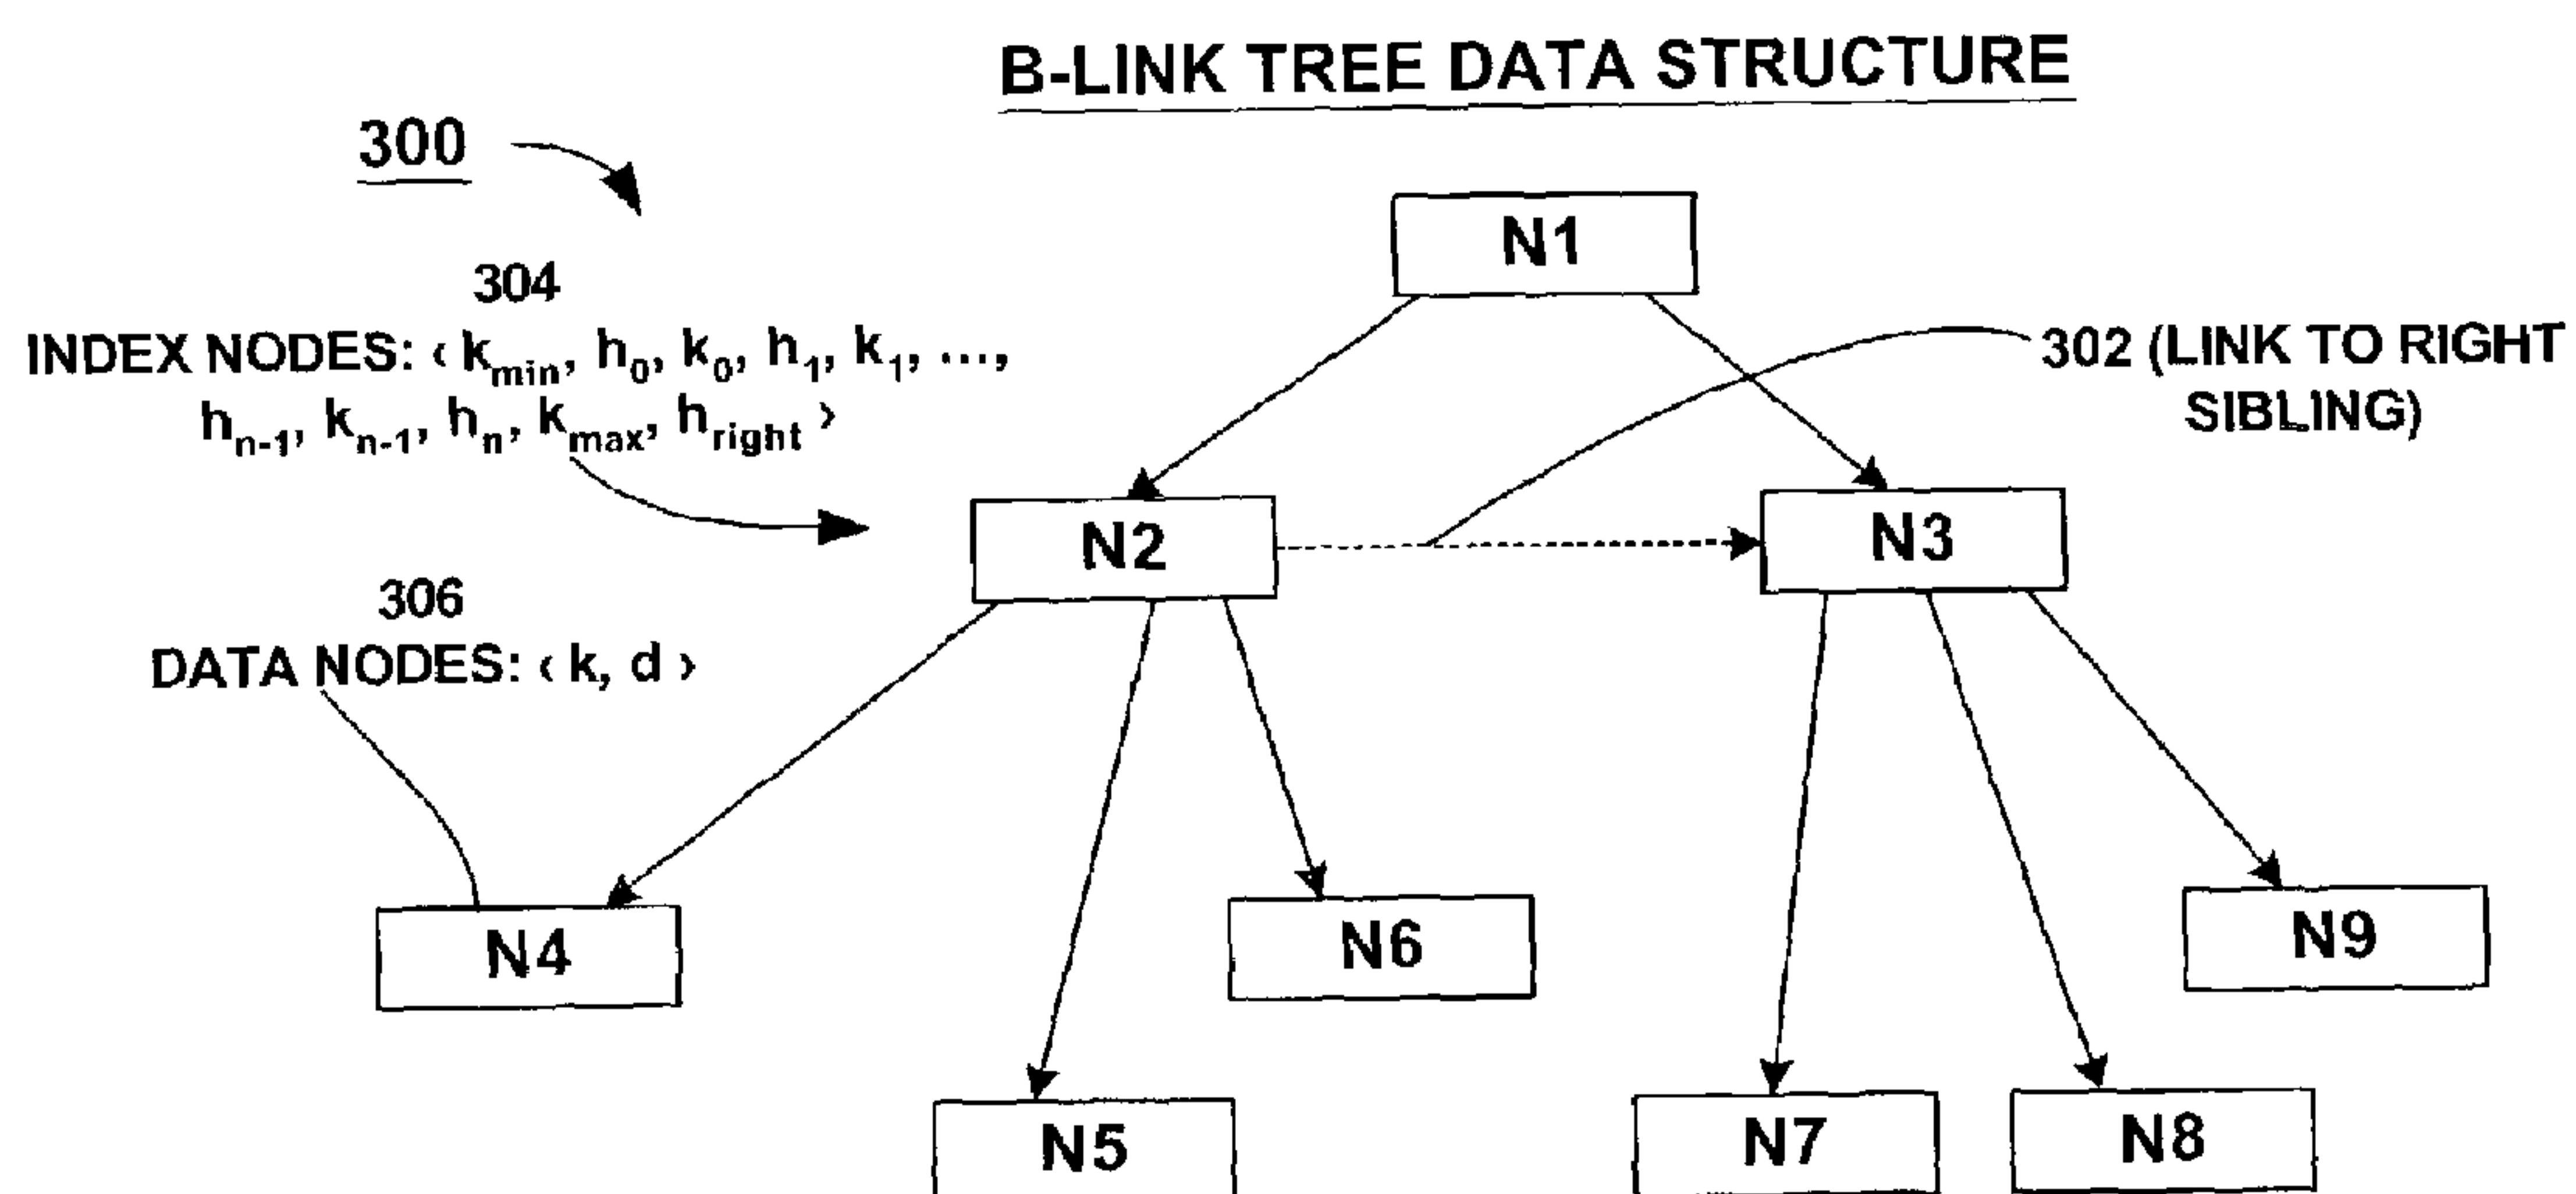 B-LINK TREE DATA STRUCTURE
300
N1
304
INDEX NODES: ‹ k_min, h_0, k_0, h_1, k_1, ...,
h_n-1, k_n-1, h_n, k_max, h_right ›
302 (LINK TO RIGHT
SIBLING)
N2
N3
306
DATA NODES: ‹ k, d ›
N4
N6
N9
N5
N7
N8